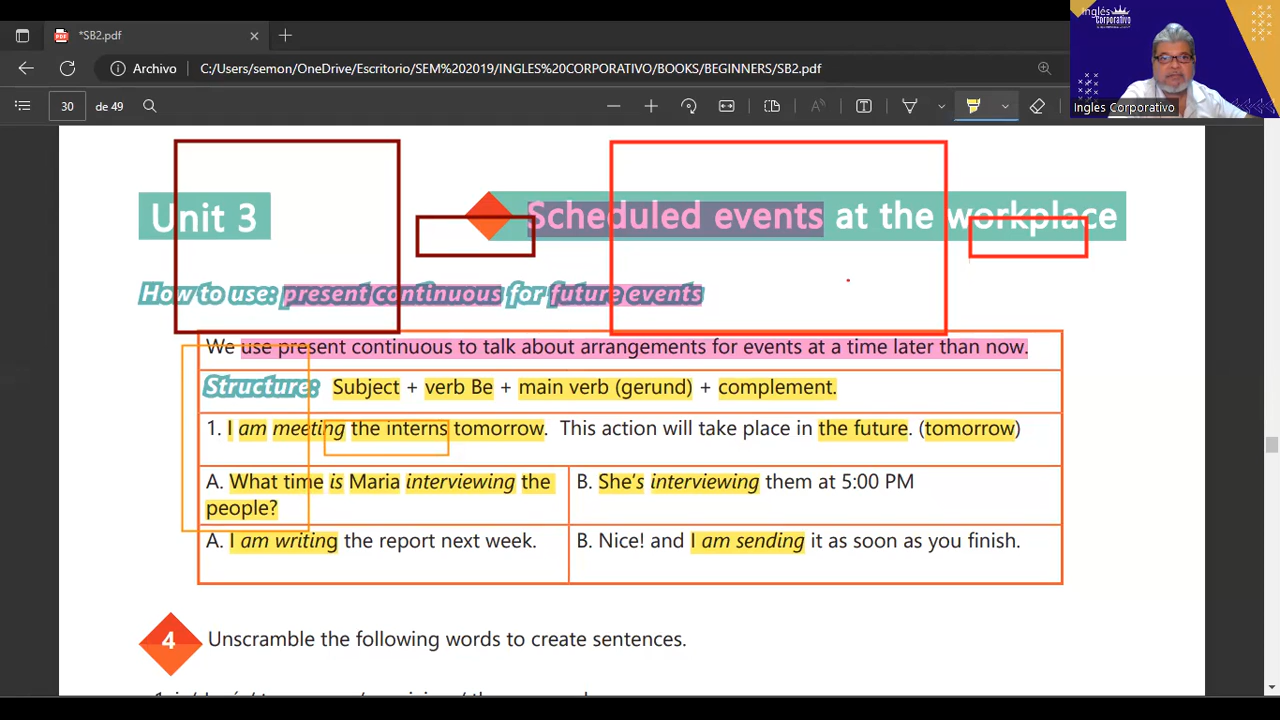 *SB2.pdf
Archivo C:/Users/semon/OneDrive/Escritorio/SEM%201919/INGLES%20CORPORATIVO/BOOKS/BEGINNERS/SB2.pdf
30 de 49
Inglés
Corporativo
Ingles Corporativo
Unit 3
Scheduled events at the workplace
How to use: present continuous for future events
We use present continuous to talk about arrangements for events at a time later than now.
Structure: Subject + verb Be + main verb (gerund) + complement.
1. I am meeting the interns tomorrow. This action will take place in the future. (tomorrow)
A. What time is Maria interviewing the people?
B. She's interviewing them at 5:00 PM
A. I am writing the report next week.
B. Nice! and I am sending it as soon as you finish.
4 Unscramble the following words to create sentences.